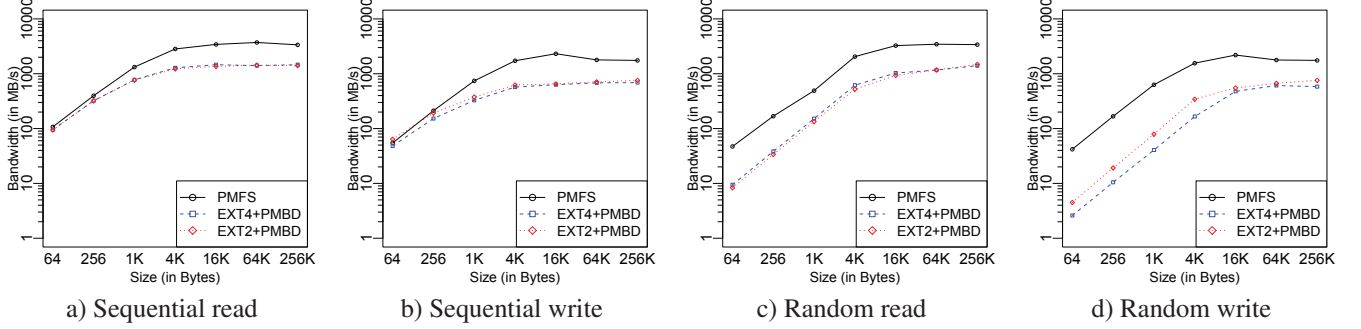 Bandwidth (in MB/s)
1 10 100 1000 10000
64 256 1K 4K 16K 64K 256K
Size (in Bytes)
PMFS
EXT4+PMBD
EXT2+PMBD
a) Sequential read
Bandwidth (in MB/s)
1 10 100 1000 10000
64 256 1K 4K 16K 64K 256K
Size (in Bytes)
PMFS
EXT4+PMBD
EXT2+PMBD
b) Sequential write
Bandwidth (in MB/s)
1 10 100 1000 10000
64 256 1K 4K 16K 64K 256K
Size (in Bytes)
PMFS
EXT4+PMBD
EXT2+PMBD
c) Random read
Bandwidth (in MB/s)
1 10 100 1000 10000
64 256 1K 4K 16K 64K 256K
Size (in Bytes)
PMFS
EXT4+PMBD
EXT2+PMBD
d) Random write